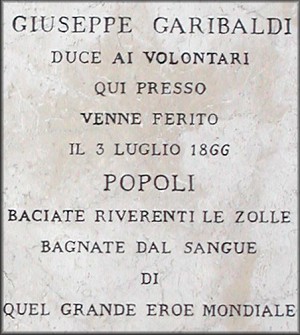 GIUSEPPE GARIBALDI
DUCE AI VOLONTARI
QUI PRESSO
VENNE FERITO
IL 3 LUGLIO 1866
POPOLI
BACIATE RIVERENTI LE ZOLLE
BAGNATE DAL SANGUE
DI
QUEL GRANDE EROE MONDIALE